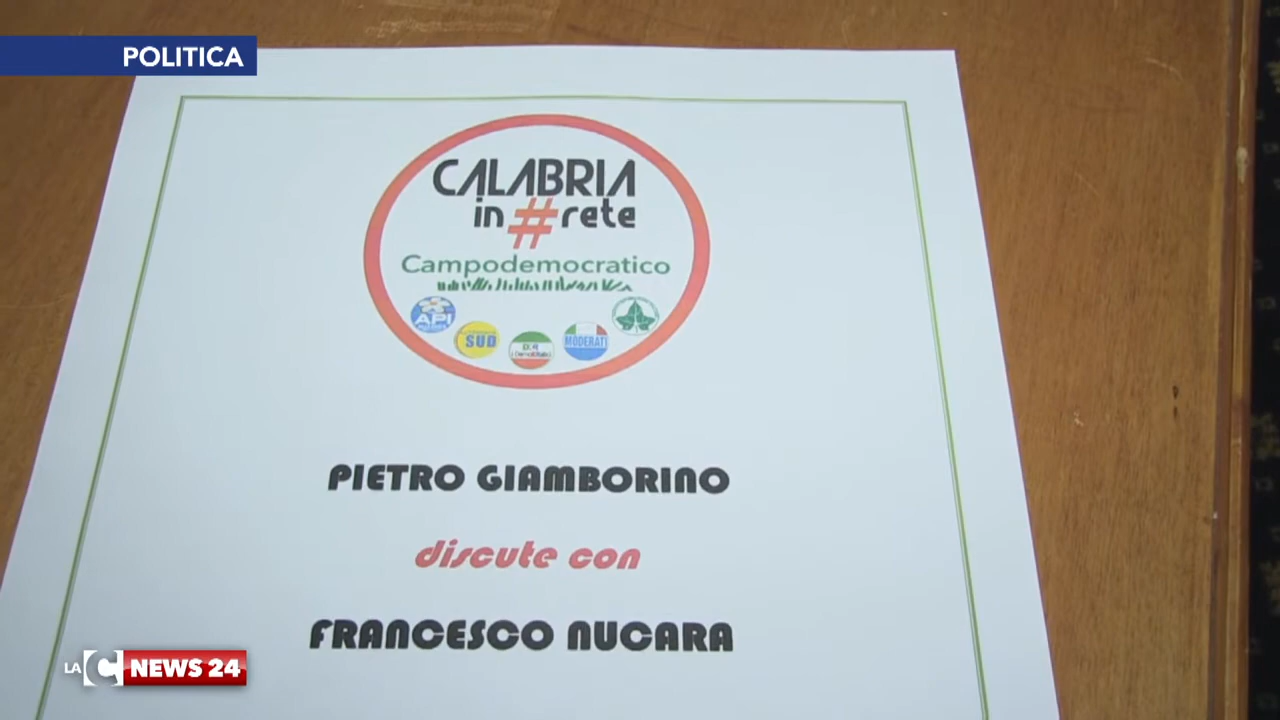 POLITICA
CALABRIA
in#rete
Campodemocratico
API
SUD
MODERATI
PIETRO GIAMBORINO
discute con
FRANCESCO NUCARA
LA C NEWS 24